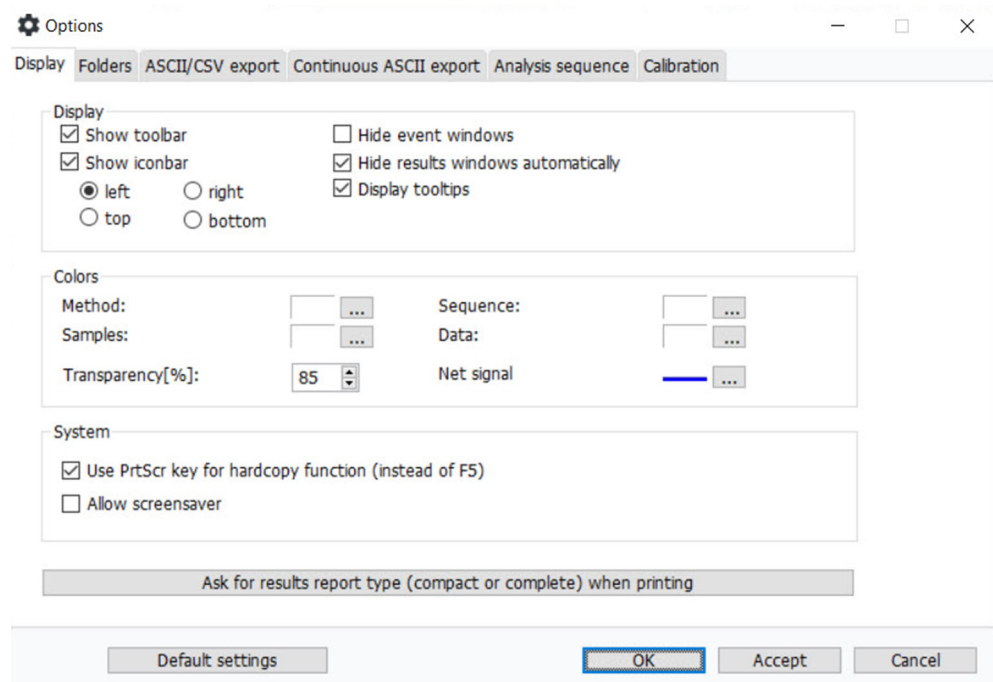 Options
Display Folders ASCII/CSV export Continuous ASCII export Analysis sequence Calibration
Display
Show toolbar
Hide event windows
Show iconbar
Hide results windows automatically
left
right
Display tooltips
top
bottom
Colors
Method:
...
Sequence:
...
Samples:
...
Data:
...
Transparency[%]:
85
Net signal
...
System
Use PrtScr key for hardcopy function (instead of F5)
Allow screensaver
Ask for results report type (compact or complete) when printing
Default settings
OK
Accept
Cancel